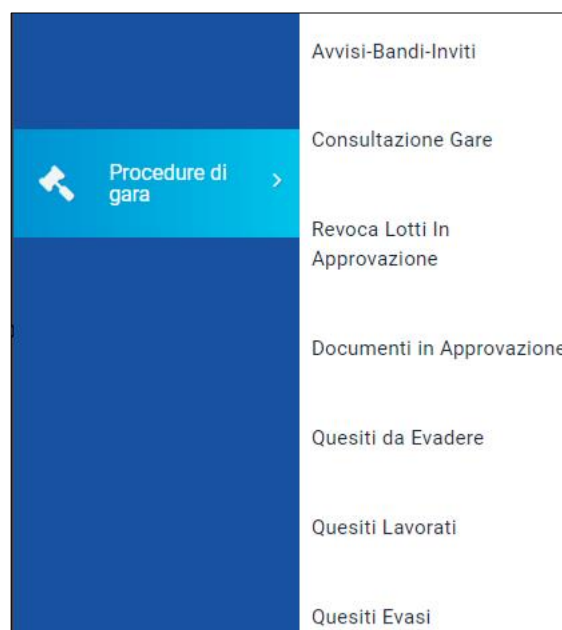 Procedure di
gara
Avvisi-Bandi-Inviti
Consultazione Gare
Revoca Lotti In
Approvazione
Documenti in Approvazione
Quesiti da Evadere
Quesiti Lavorati
Quesiti Evasi